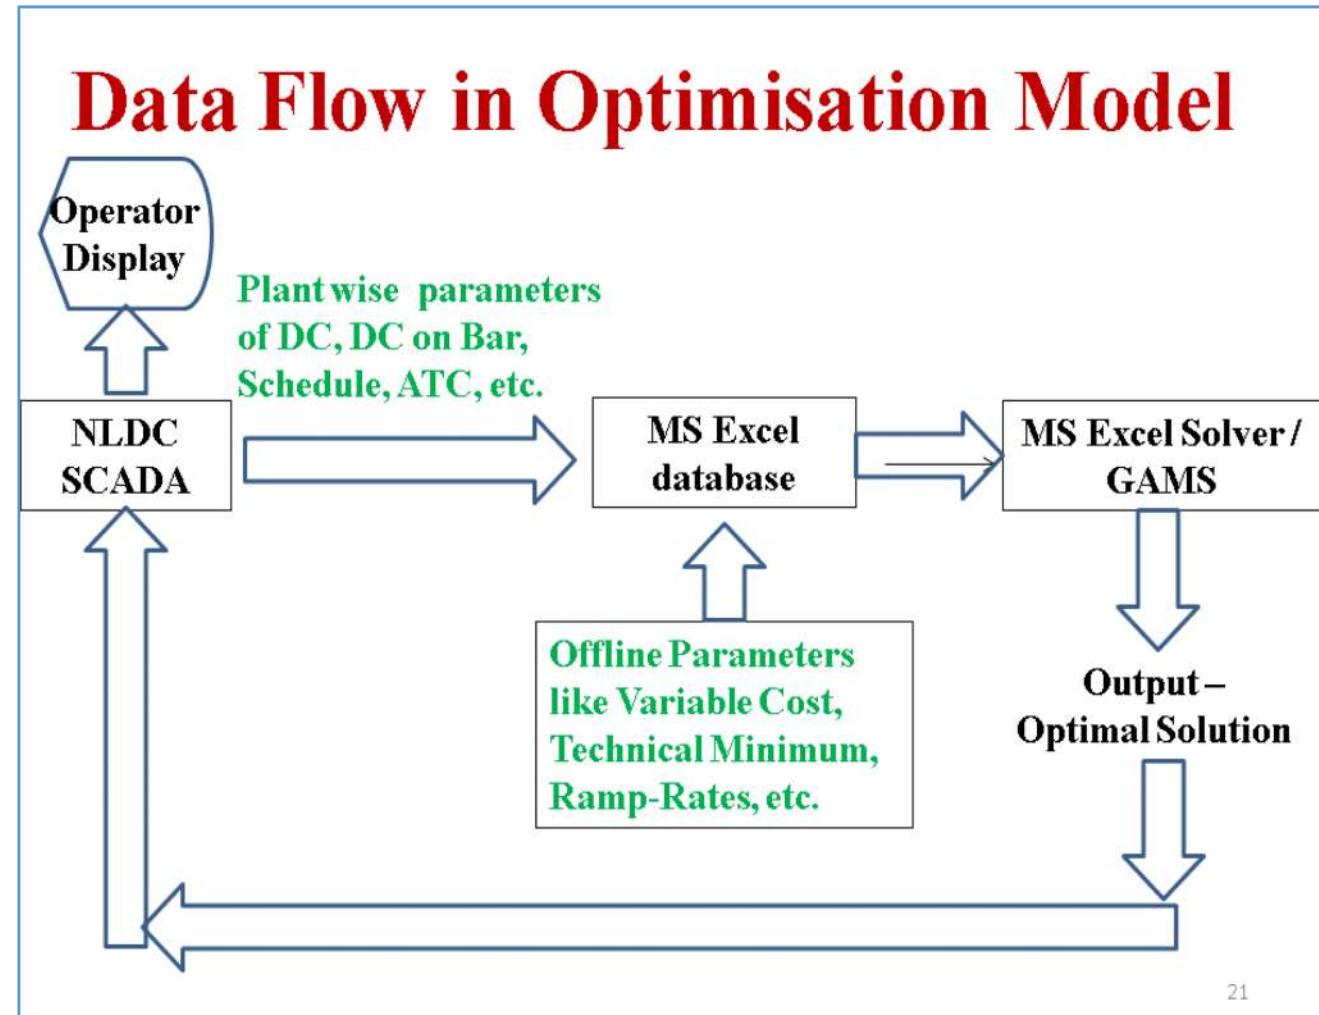 Data Flow in Optimisation Model
Operator
Display
Plant wise parameters
of DC, DC on Bar,
Schedule, ATC, etc.
NLDC
SCADA
MS Excel
database
MS Excel Solver /
GAMS
Offline Parameters
like Variable Cost,
Technical Minimum,
Ramp-Rates, etc.
Output –
Optimal Solution
21